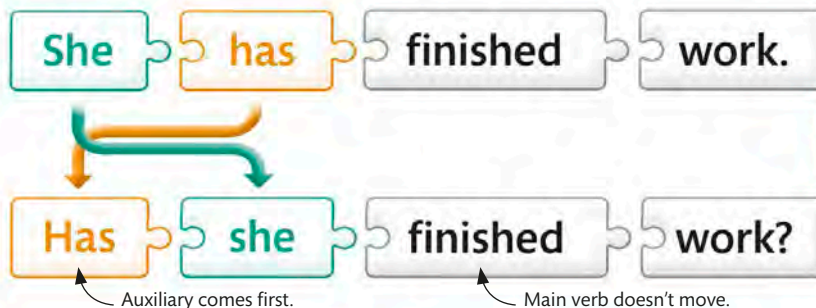 She has finished work.
Has she finished work?
Auxiliary comes first. Main verb doesn't move.